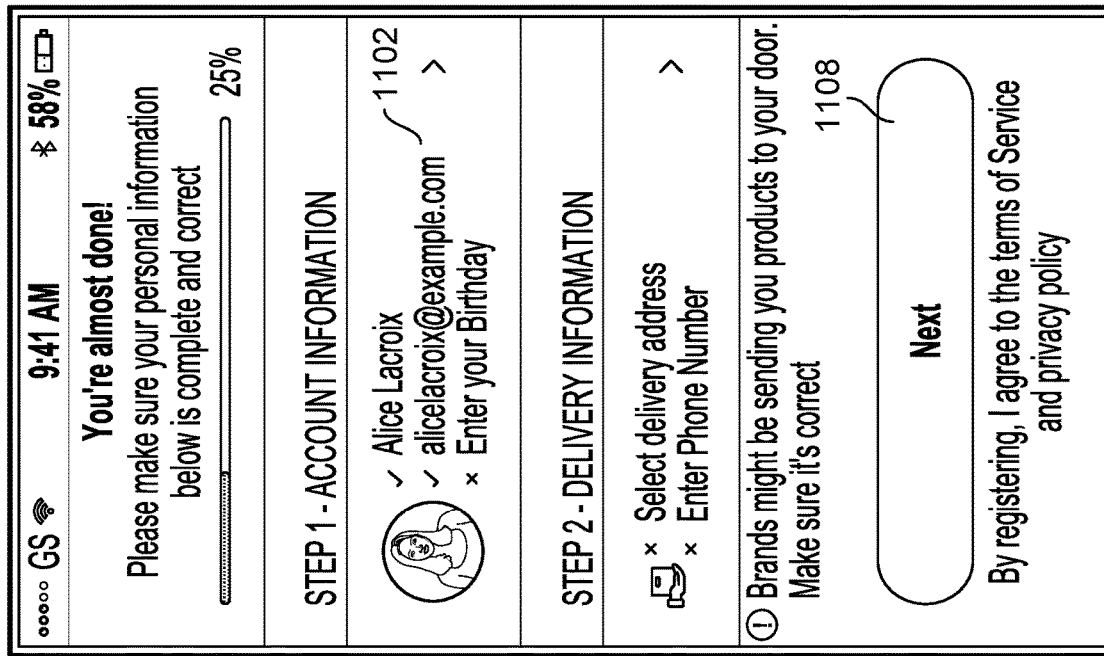 GS 9:41 AM 58%
You're almost done!
Please make sure your personal information
below is complete and correct
25%
STEP 1 - ACCOUNT INFORMATION
✓ Alice Lacroix
✓ alicelacroix@example.com
× Enter your Birthday
1102
>
STEP 2 - DELIVERY INFORMATION
× Select delivery address
× Enter Phone Number
>
! Brands might be sending you products to your door.
Make sure it's correct
1108
Next
By registering, I agree to the terms of Service
and privacy policy